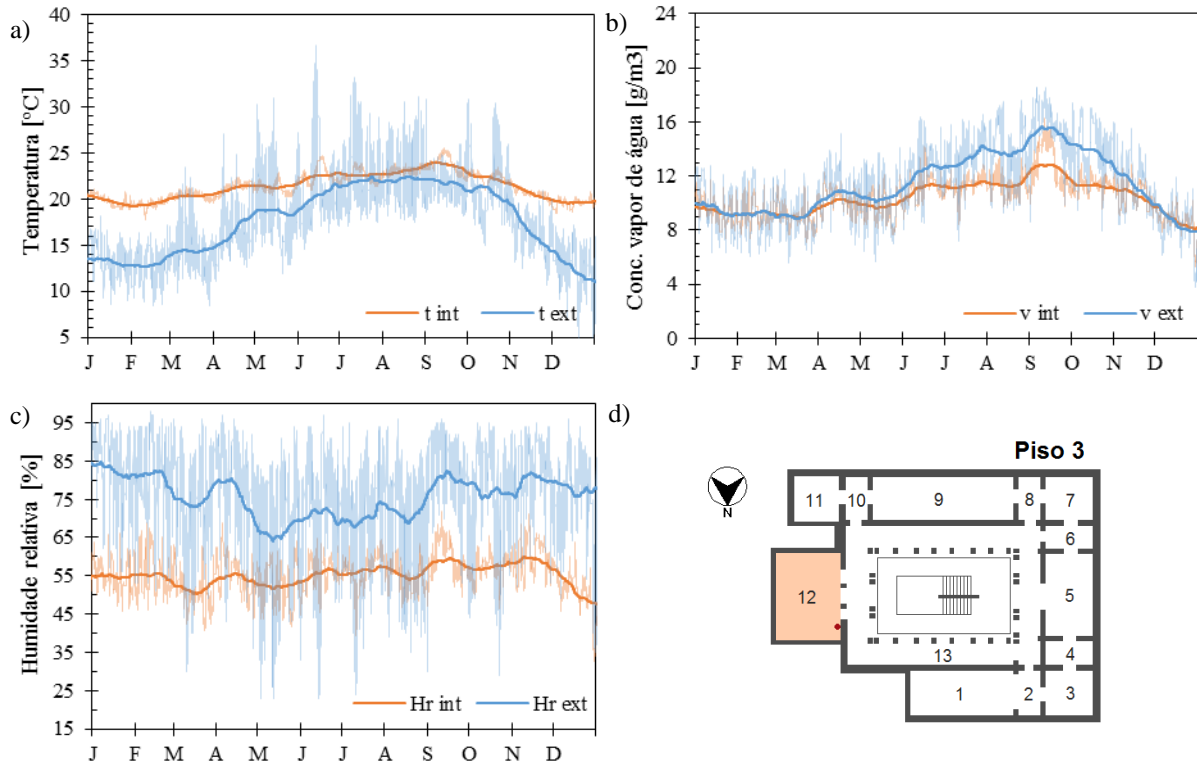 a)
Temperatura [ºC]
40
35
30
25
20
15
10
5
J F M A M J J A S O N D
t int t ext
b)
Conc. vapor de água [g/m3]
24
20
16
12
8
4
0
J F M A M J J A S O N D
v int v ext
c)
Humidade relativa [%]
95
85
75
65
55
45
35
25
15
J F M A M J J A S O N D
Hr int Hr ext
d)
Piso 3
N
11 10 9 8 7
6
12
5
13
4
1 2 3